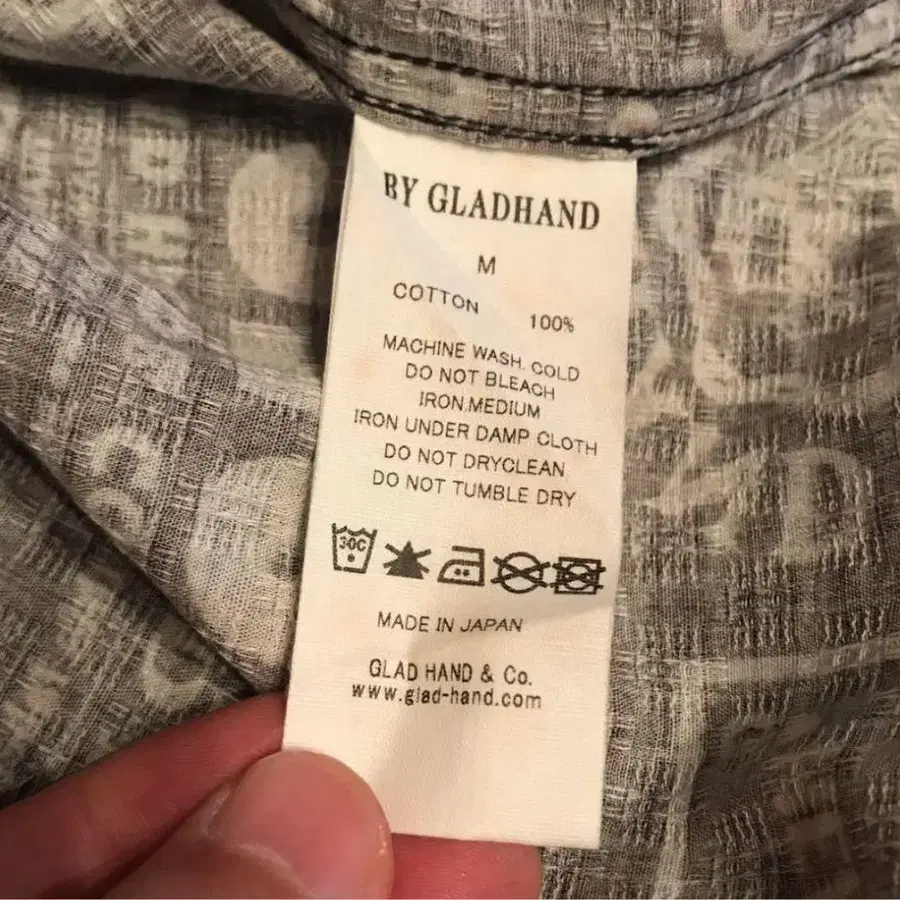 BY GLADHAND
M
COTTON 100%
MACHINE WASH, COLD
DO NOT BLEACH
IRON,MEDIUM
IRON UNDER DAMP CLOTH
DO NOT DRYCLEAN
DO NOT TUMBLE DRY
30C
MADE IN JAPAN
GLAD HAND & Co.
www.glad-hand.com